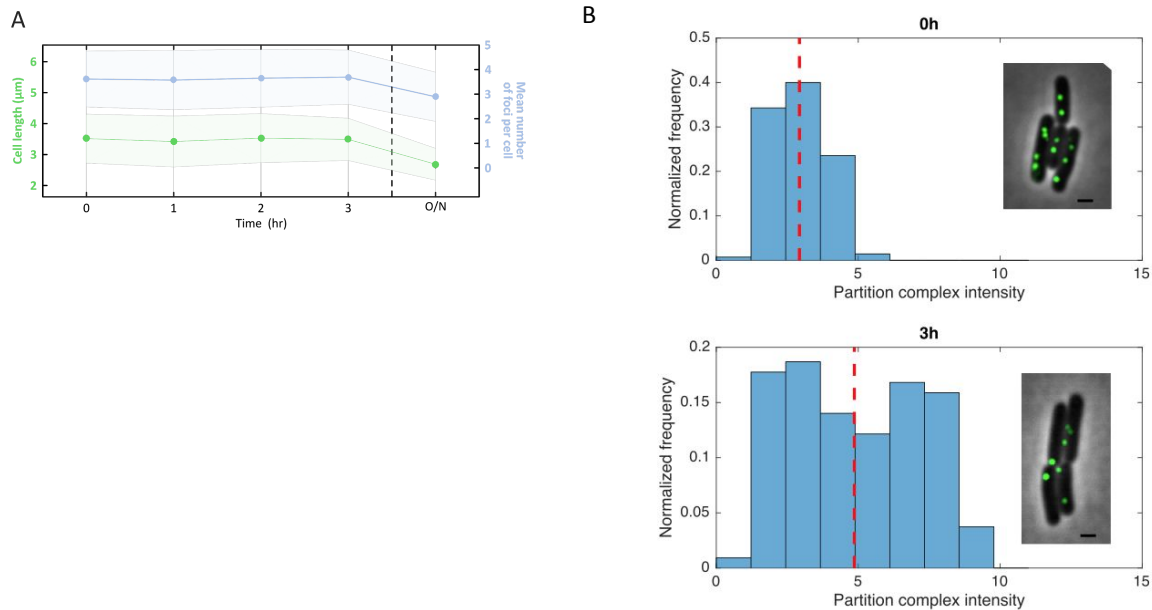 A
Cell length (μm)
6
5
4
3
2
5
4
3
2
1
0
Mean number
of foci per cell
0
1
2
3
O/N
Time (hr)
B
0h
Normalized frequency
0.5
0.4
0.3
0.2
0.1
0
0
5
10
15
Partition complex intensity
3h
Normalized frequency
0.2
0.15
0.1
0.05
0
0
5
10
15
Partition complex intensity